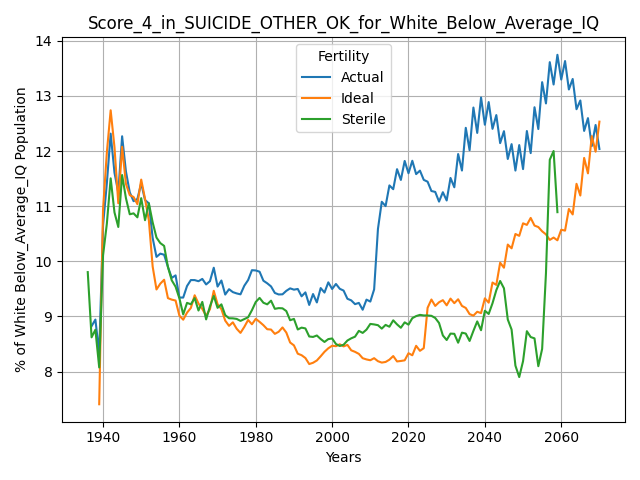 Score_4_in_SUICIDE_OTHER_OK_for_White_Below_Average_IQ
Fertility
Actual
Ideal
Sterile
% of White Below_Average_IQ Population
14
13
12
11
10
9
8
1940
1960
1980
2000
2020
2040
2060
Years